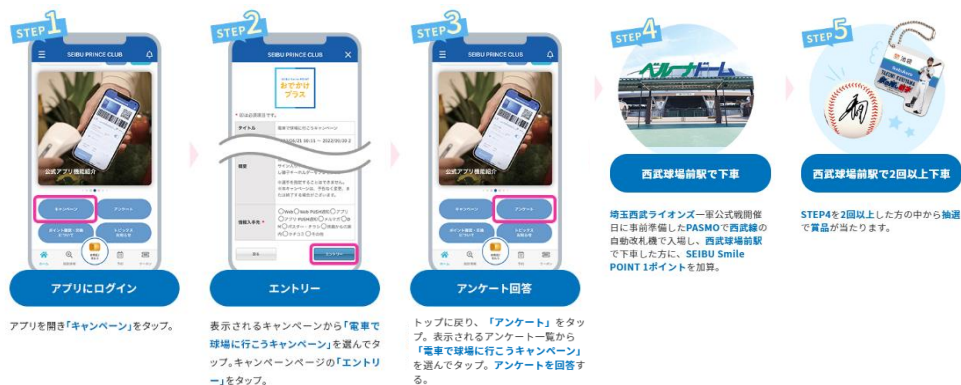 STEP1
SEIBU PRINCE CLUB
公式アプリ機能紹介
キャンペーン
アンケート
アプリにログイン
アプリを開き「キャンペーン」をタップ。
STEP2
SEIBU PRINCE CLUB
おでかけ
プラス
タイトル
電車で球場に行こうキャンペーン
概要
エントリー
エントリー
表示されるキャンペーンから「電車で
球場に行こうキャンペーン」を選んでタ
ップ。キャンペーンページの「エントリ
ー」をタップ。
STEP3
SEIBU PRINCE CLUB
公式アプリ機能紹介
キャンペーン
アンケート
アンケート回答
トップに戻り、「アンケート」をタッ
プ。表示されるアンケート一覧から
「電車で球場に行こうキャンペーン」
を選んでタップ。アンケートを回答す
る。
STEP4
ベルーナドーム
西武球場前駅で下車
埼玉西武ライオンズ一軍公式戦開催
日に事前準備したPASMOで西武線の
自動改札機で入場し、西武球場前駅
で下車した方に、SEIBU Smile
POINT 1ポイントを加算。
STEP5
池袋
西武球場前駅で2回以上下車
STEP4を2回以上した方の中から抽選
で賞品が当たります。